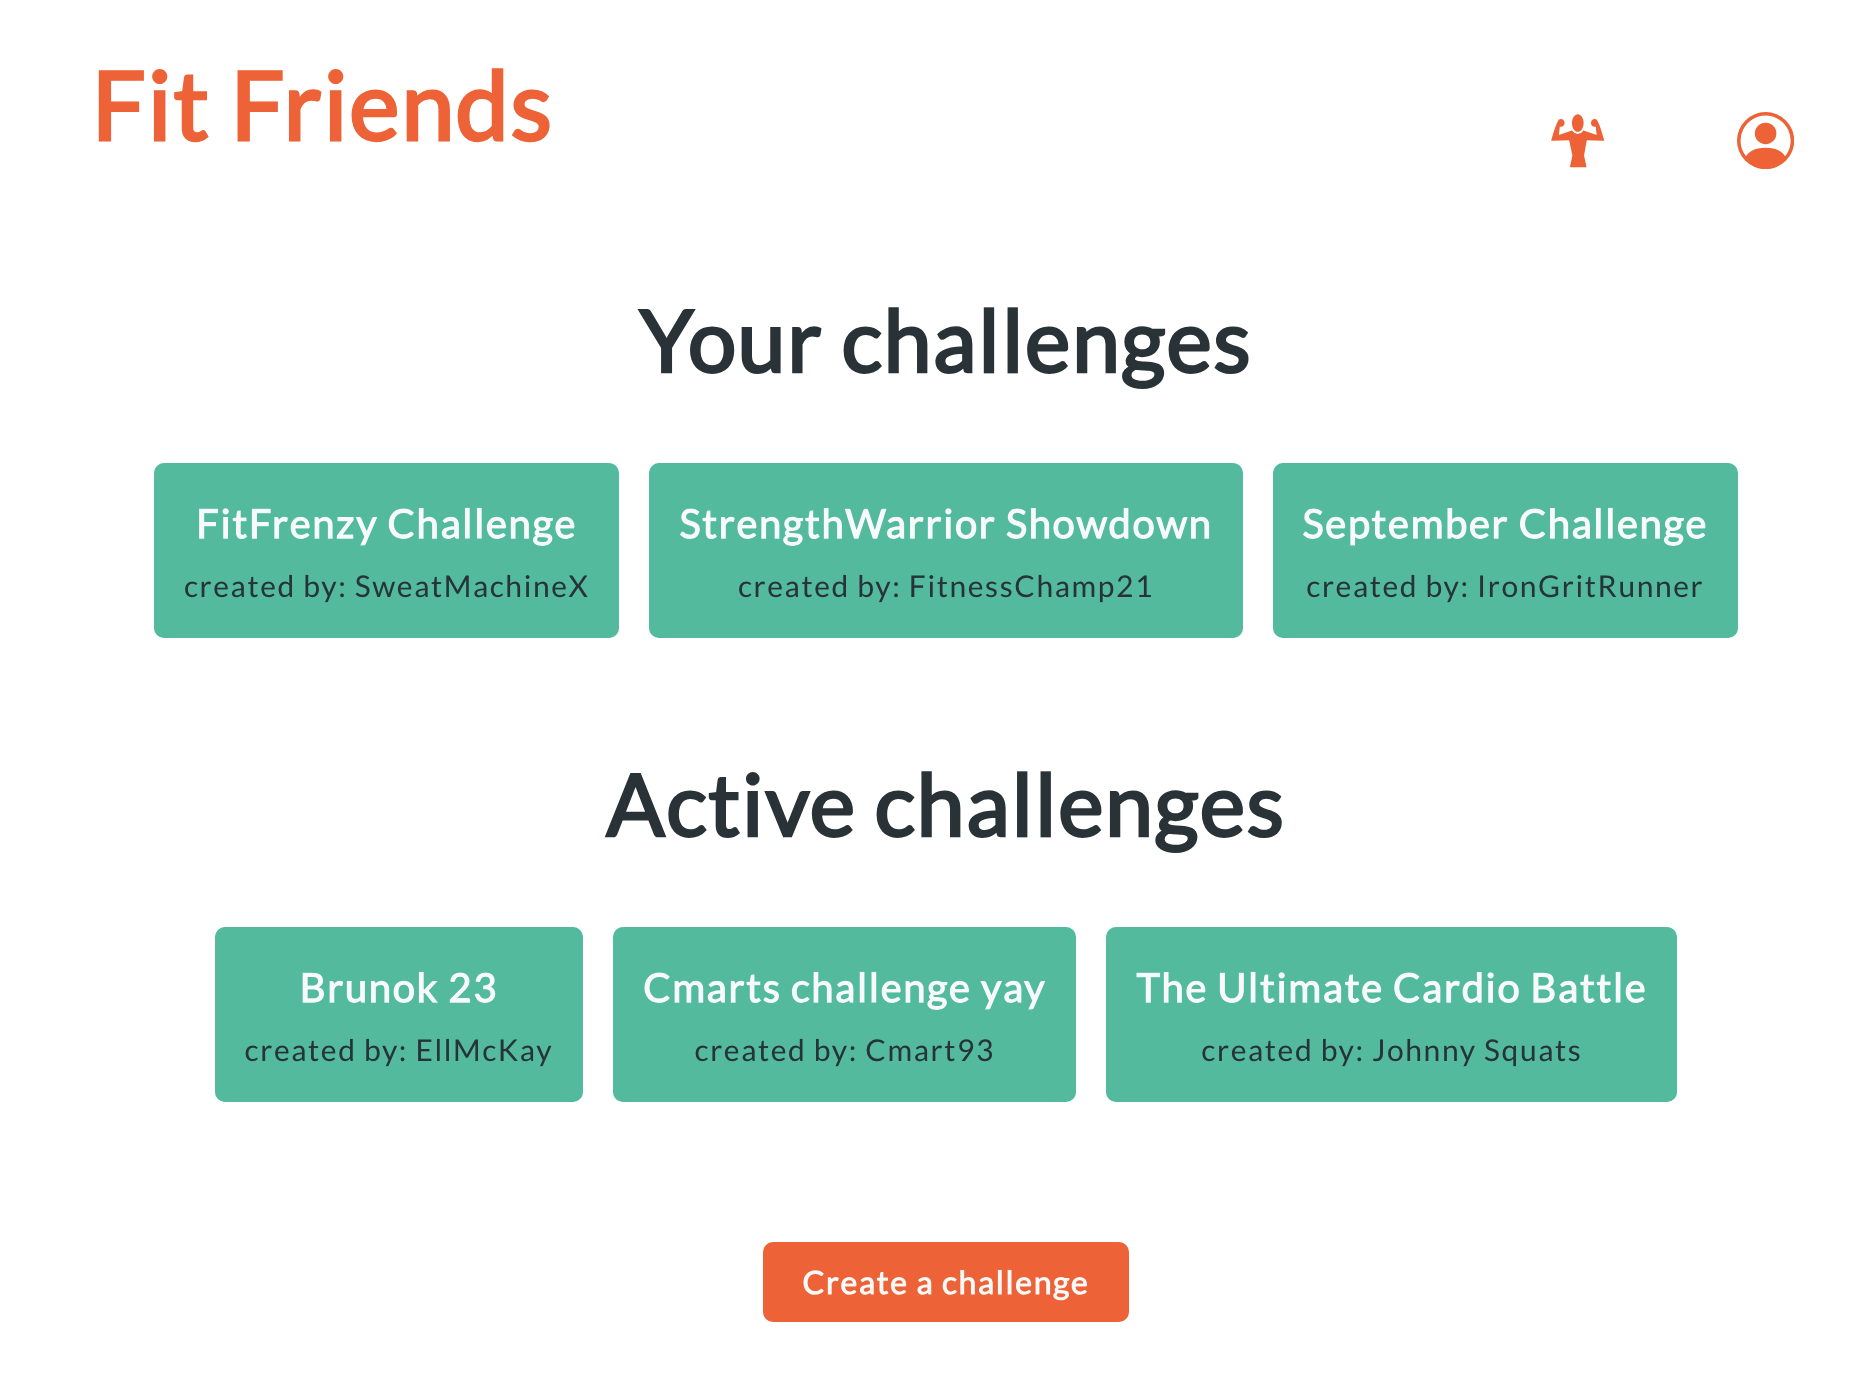 Fit Friends
Your challenges
FitFrenzy Challenge
created by: SweatMachineX
StrengthWarrior Showdown
created by: FitnessChamp21
September Challenge
created by: IronGritRunner
Active challenges
Brunok 23
created by: EllMcKay
Cmarts challenge yay
created by: Cmart93
The Ultimate Cardio Battle
created by: Johnny Squats
Create a challenge